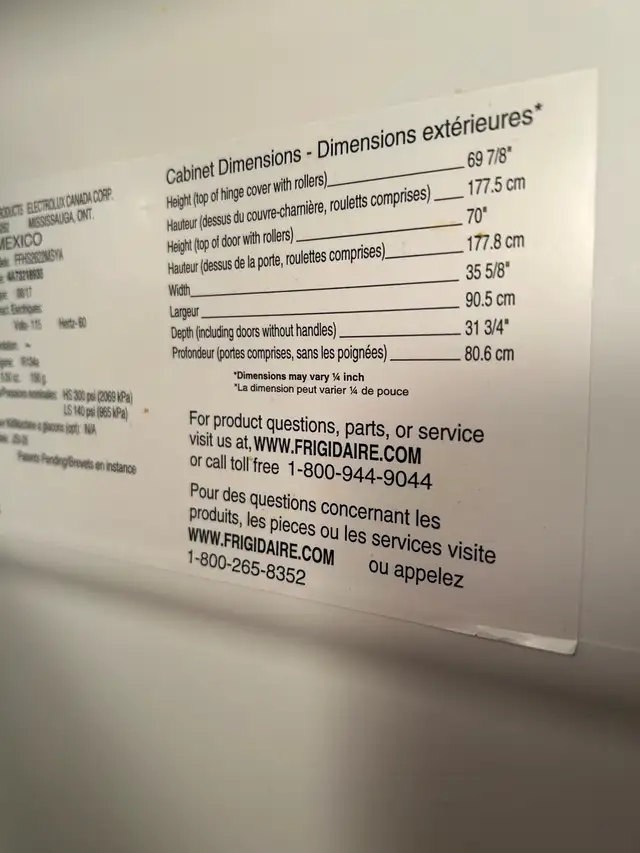 ODUCTS ELECTROLUX CANADA CORP.
MISSISSAUGA, ONT.
MEXICO
Volts- 115 Hertz- 60
HS 300 psi (2069 kPa)
LS 140 psi (965 kPa)
N/A
Patents Pending/Brevets en instance
Cabinet Dimensions - Dimensions extérieures*
Height (top of hinge cover with rollers) 69 7/8"
Hauteur (dessus du couvre-charnière, rouletts comprises) 177.5 cm
Height (top of door with rollers) 70"
Hauteur (dessus de la porte, roulettes comprises) 177.8 cm
Width 35 5/8"
Largeur 90.5 cm
Depth (including doors without handles) 31 3/4"
Profondeur (portes comprises, sans les poignées) 80.6 cm
*Dimensions may vary ¼ inch
*La dimension peut varier ¼ de pouce
For product questions, parts, or service
visit us at, WWW.FRIGIDAIRE.COM
or call toll free 1-800-944-9044
Pour des questions concernant les
produits, les pieces ou les services visite
WWW.FRIGIDAIRE.COM ou appelez
1-800-265-8352